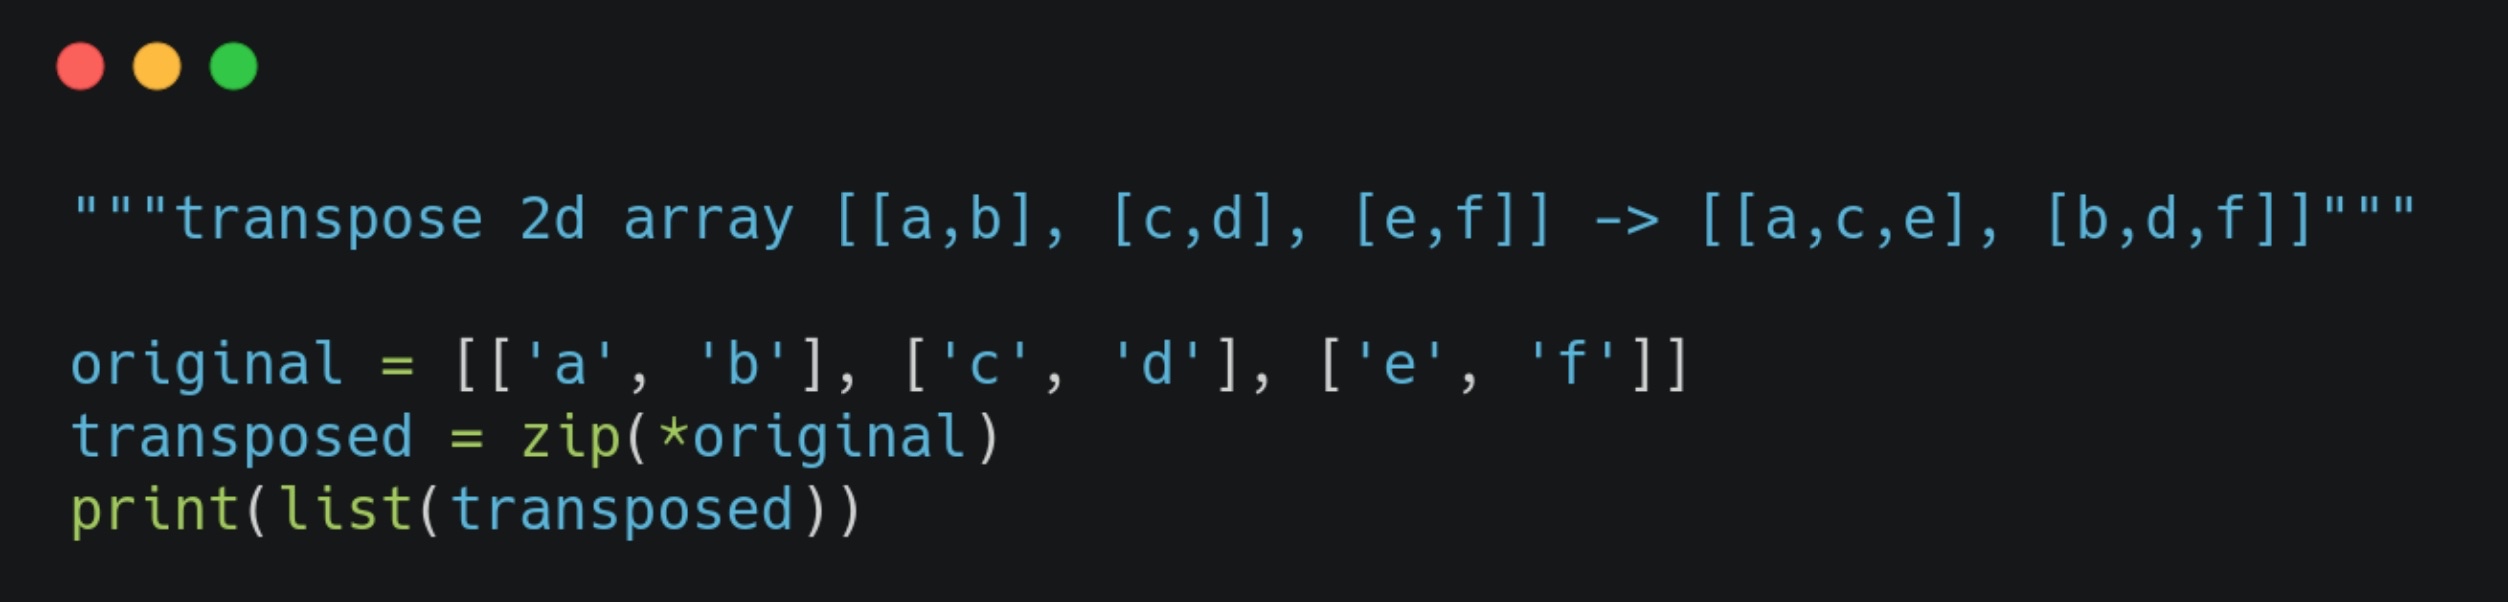 """transpose 2d array [[a,b], [c,d], [e,f]] -> [[a,c,e], [b,d,f]]"""
original = [['a', 'b'], ['c', 'd'], ['e', 'f']]
transposed = zip(*original)
print(list(transposed))